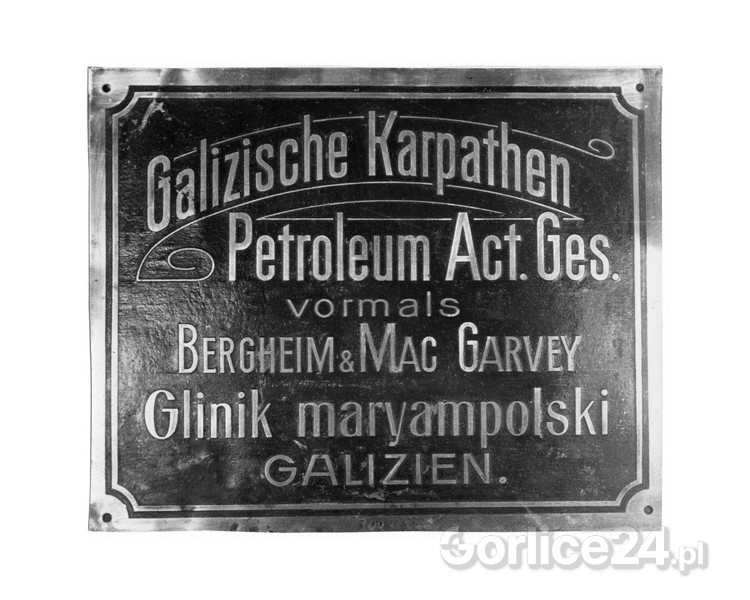 Galizische Karpathen
Petroleum Act. Ges.
vormals
BERGHEIM & MAC GARVEY
Glinik maryampolski
GALIZIEN.
Gorlice24.pl